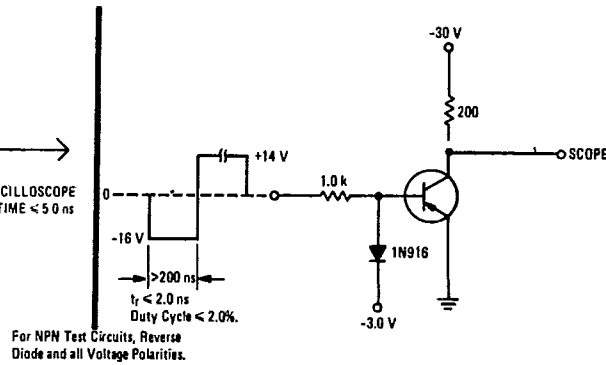 -30 V
200
SCOPE
+14 V
1.0 k
CILLOSCOPE
TIME < 5 0 ns
0
-16 V
1N916
>200 ns
-3.0 V
tr < 2.0 ns
Duty Cycle < 2.0%.
For NPN Test Circuits, Reverse
Diode and all Voltage Polarities.